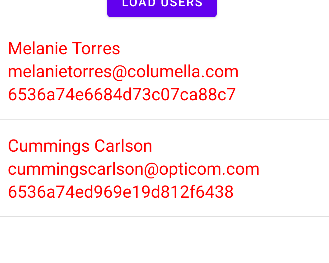 LOAD USERS
Melanie Torres
melanietorres@columella.com
6536a74e6684d73c07ca88c7
Cummings Carlson
cummingscarlson@opticom.com
6536a74ed969e19d812f6438